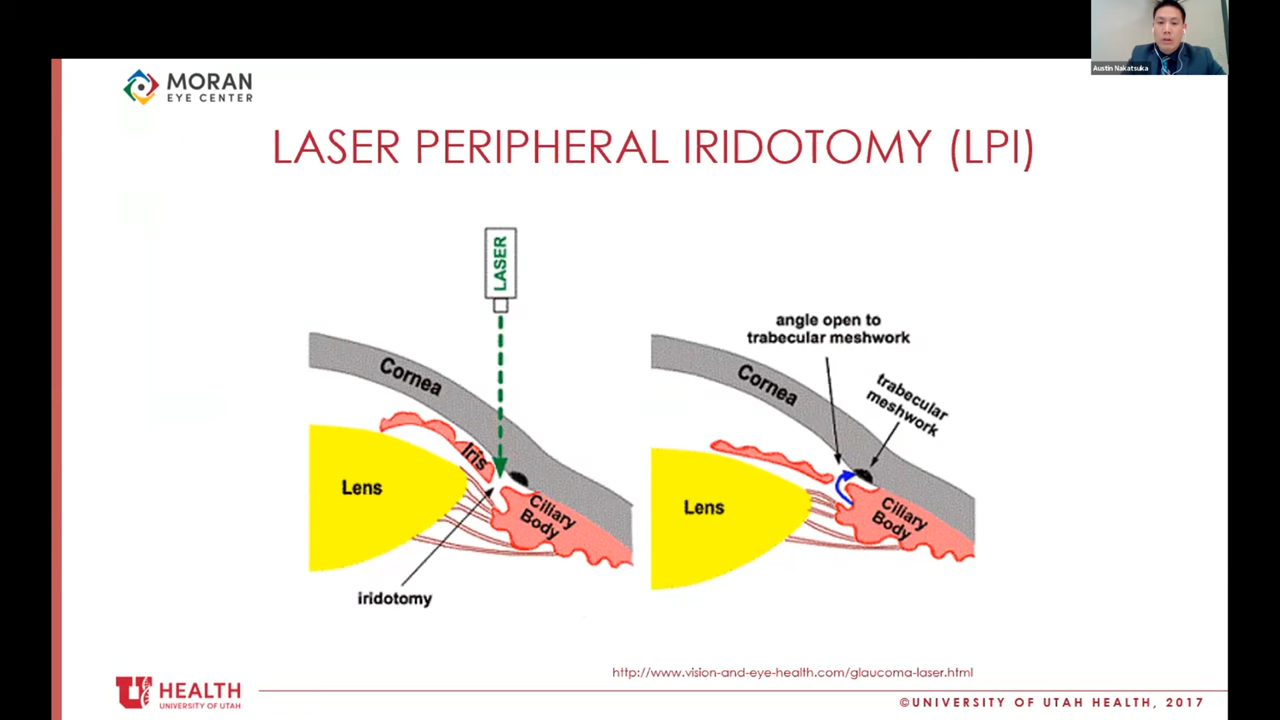 Austin Nakatsuka
MORAN
EYE CENTER
LASER PERIPHERAL IRIDOTOMY (LPI)
LASER
Cornea
Iris
Lens
Ciliary
Body
iridotomy
angle open to
trabecular meshwork
trabecular
meshwork
Cornea
Lens
Ciliary
Body
http://www.vision-and-eye-health.com/glaucoma-laser.html
U HEALTH
UNIVERSITY OF UTAH
©UNIVERSITY OF UTAH HEALTH, 2017